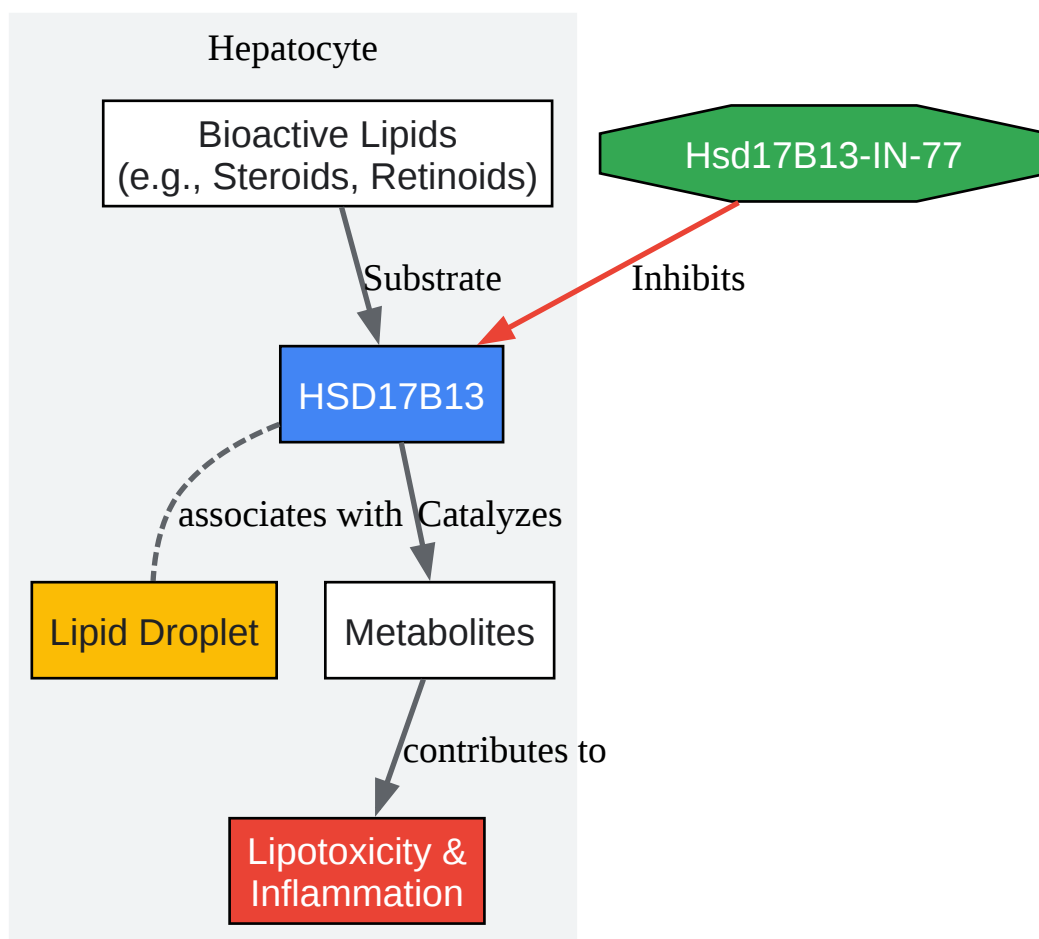 Hepatocyte
Bioactive Lipids
(e.g., Steroids, Retinoids)
Hsd17B13-IN-77
Substrate
Inhibits
HSD17B13
associates with
Catalyzes
Lipid Droplet
Metabolites
contributes to
Lipotoxicity &
Inflammation